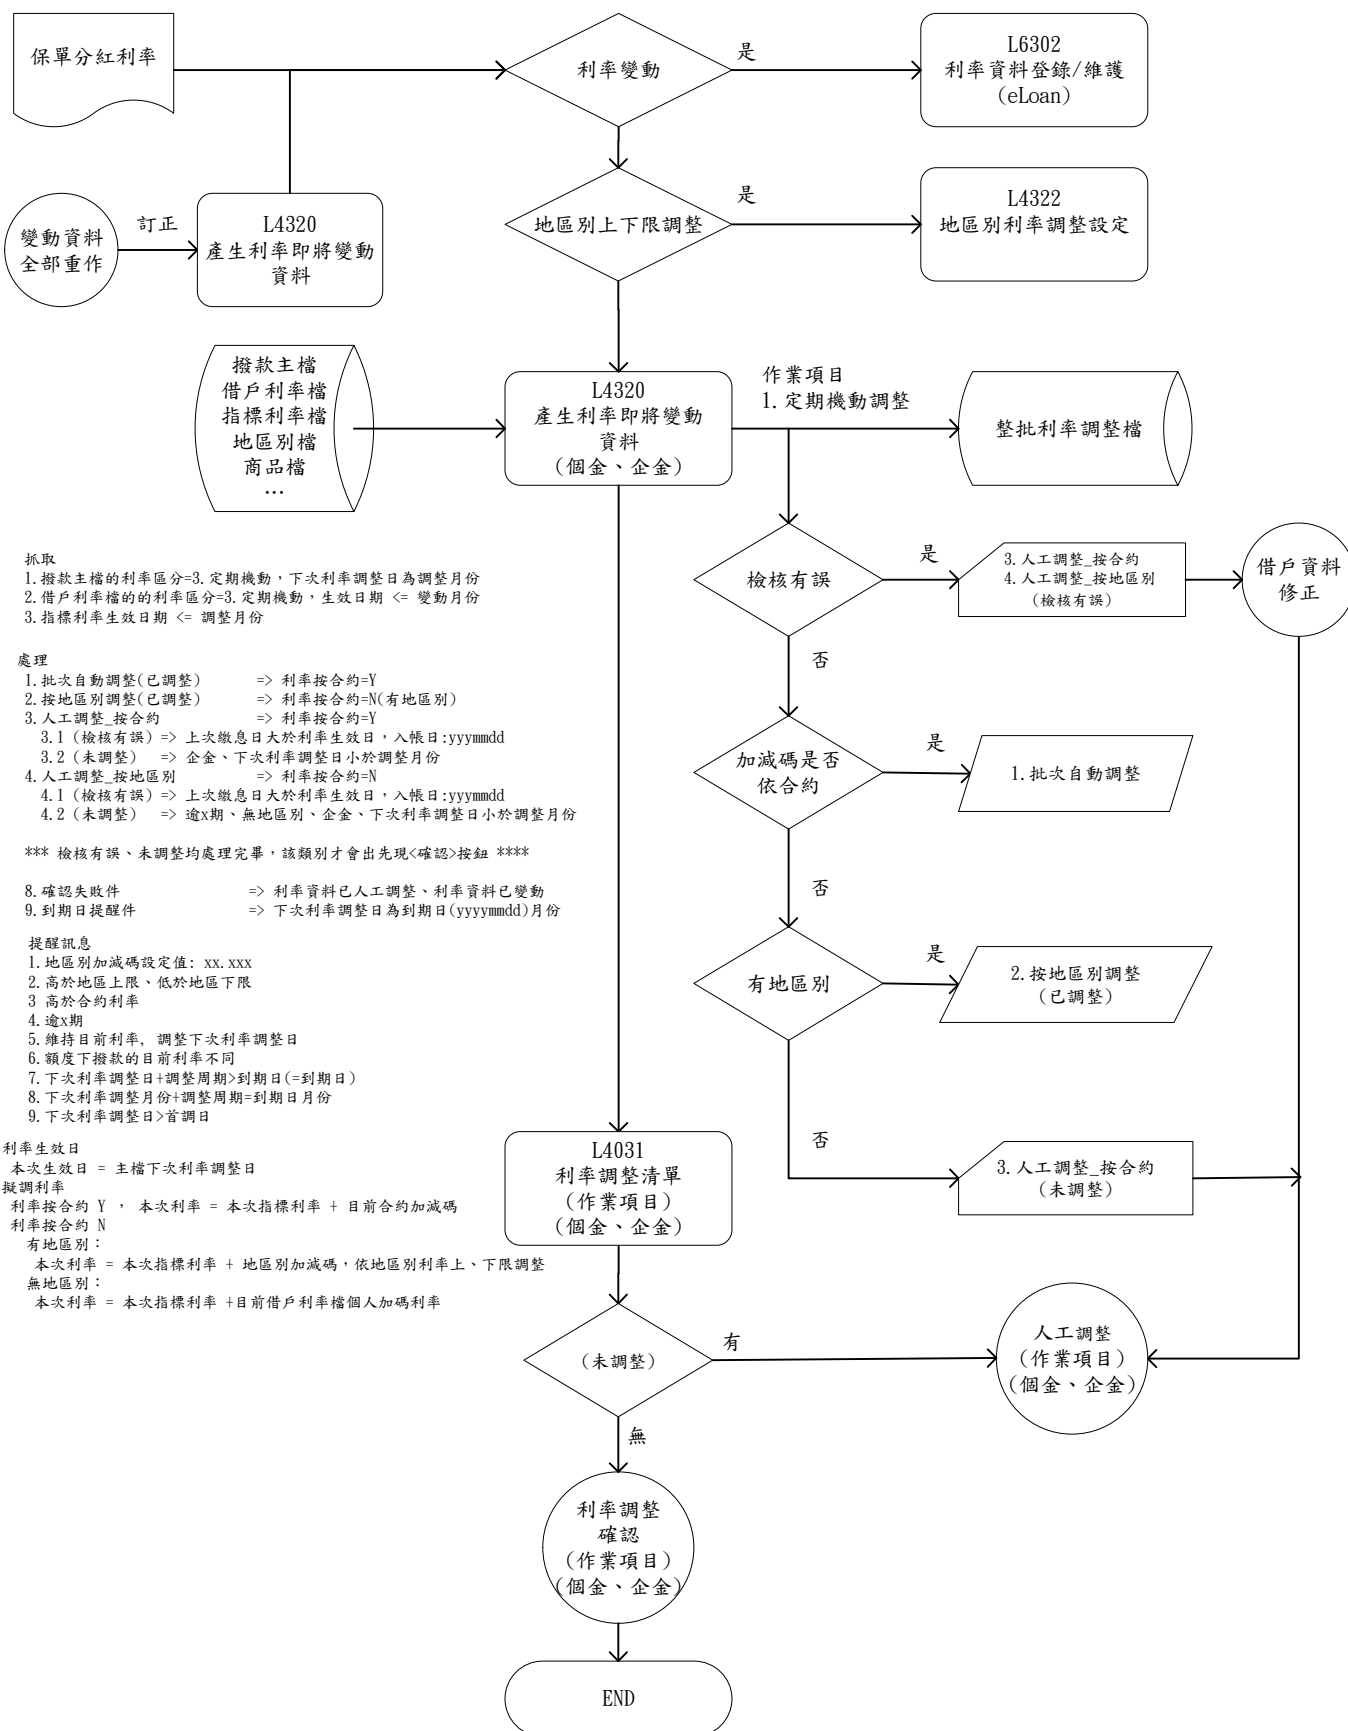 保單分紅利率
利率變動
是
L6302
利率資料登錄/維護
(eLoan)
變動資料
全部重作
訂正
L4320
產生利率即將變動
資料
地區別上下限調整
是
L4322
地區別利率調整設定
撥款主檔
借戶利率檔
指標利率檔
地區別檔
商品檔
...
L4320
產生利率即將變動
資料
(個金、企金)
作業項目
1.定期機動調整
整批利率調整檔
檢核有誤
是
3.人工調整_按合約
4.人工調整_按地區別
(檢核有誤)
借戶資料
修正
否
加減碼是否
依合約
是
1.批次自動調整
否
有地區別
是
2.按地區別調整
(已調整)
否
3.人工調整_按合約
(未調整)
抓取
1.撥款主檔的利率區分=3.定期機動，下次利率調整日為調整月份
2.借戶利率檔的的利率區分=3.定期機動，生效日期 <= 變動月份
3.指標利率生效日期 <= 調整月份
處理
1.批次自動調整(已調整) => 利率按合約=Y
2.按地區別調整(已調整) => 利率按合約=N(有地區別)
3.人工調整_按合約 => 利率按合約=Y
3.1 (檢核有誤) => 上次繳息日大於利率生效日，入帳日:yyymmdd
3.2 (未調整) => 企金、下次利率調整日小於調整月份
4.人工調整_按地區別 => 利率按合約=N
4.1 (檢核有誤) => 上次繳息日大於利率生效日，入帳日:yyymmdd
4.2 (未調整) => 逾x期、無地區別、企金、下次利率調整日小於調整月份
*** 檢核有誤、未調整均處理完畢，該類別才會出先現<確認>按鈕 ****
8.確認失敗件 => 利率資料已人工調整、利率資料已變動
9.到期日提醒件 => 下次利率調整日為到期日(yyyymmdd)月份
提醒訊息
1.地區別加減碼設定值: xx.xxx
2.高於地區上限、低於地區下限
3 高於合約利率
4.逾x期
5.維持目前利率, 調整下次利率調整日
6.額度下撥款的目前利率不同
7.下次利率調整日+調整周期>到期日(=到期日)
8.下次利率調整月份+調整周期=到期日月份
9.下次利率調整日>首調日
利率生效日
本次生效日 = 主檔下次利率調整日
擬調利率
利率按合約 Y ， 本次利率 = 本次指標利率 + 目前合約加減碼
利率按合約 N
有地區別：
本次利率 = 本次指標利率 + 地區別加減碼，依地區別利率上、下限調整
無地區別：
本次利率 = 本次指標利率 +目前借戶利率檔個人加碼利率
L4031
利率調整清單
(作業項目)
(個金、企金)
(未調整)
有
人工調整
(作業項目)
(個金、企金)
無
利率調整
確認
(作業項目)
(個金、企金)
END